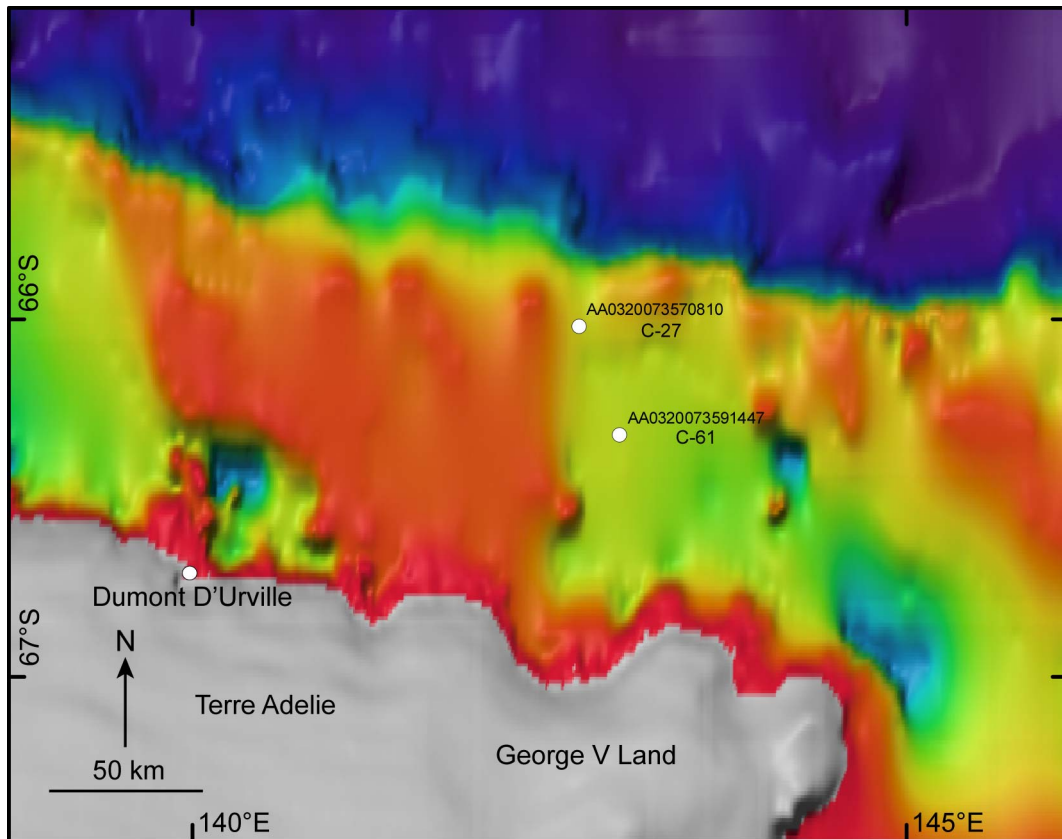 66°S
AA0320073570810
C-27
AA0320073591447
C-61
Dumont D'Urville
67°S
N
Terre Adelie
George V Land
50 km
140°E
145°E